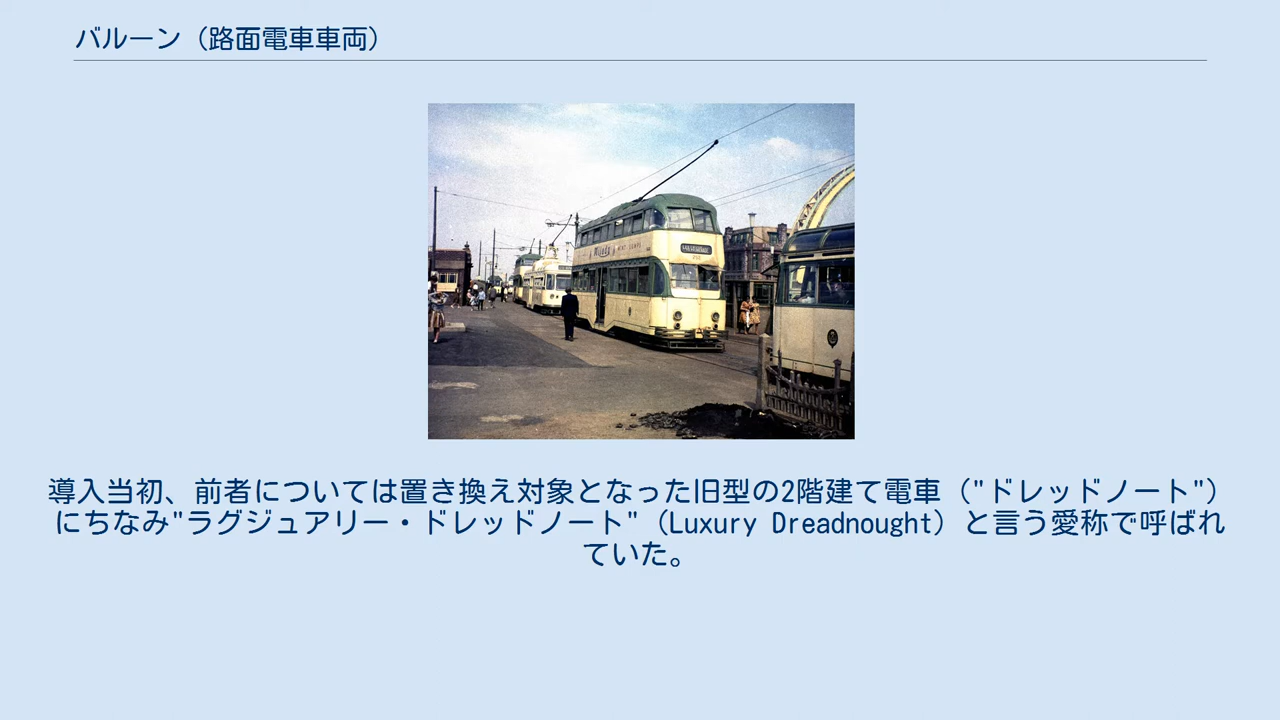 バルーン（路面電車車両）
導入当初、前者については置き換え対象となった旧型の2階建て電車（"ドレッドノート"）
にちなみ"ラグジュアリー・ドレッドノート"（Luxury Dreadnought）と言う愛称で呼ばれ
ていた。